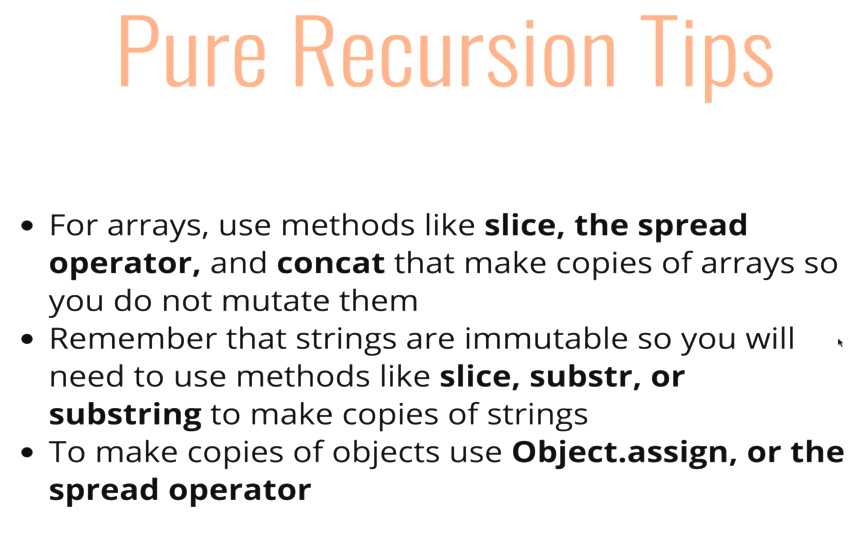 Pure Recursion Tips
• For arrays, use methods like slice, the spread
operator, and concat that make copies of arrays so
you do not mutate them
• Remember that strings are immutable so you will
need to use methods like slice, substr, or
substring to make copies of strings
• To make copies of objects use Object.assign, or the
spread operator